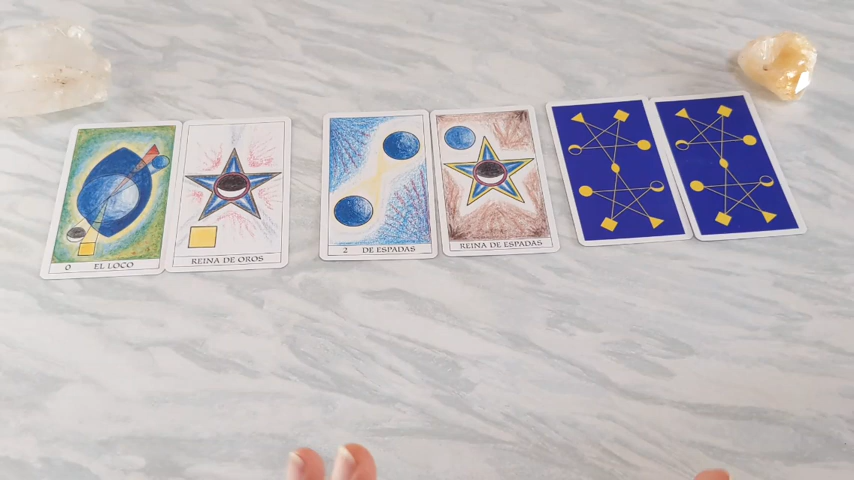 0 EL LOCO
REINA DE OROS
2 DE ESPADAS
REINA DE ESPADAS